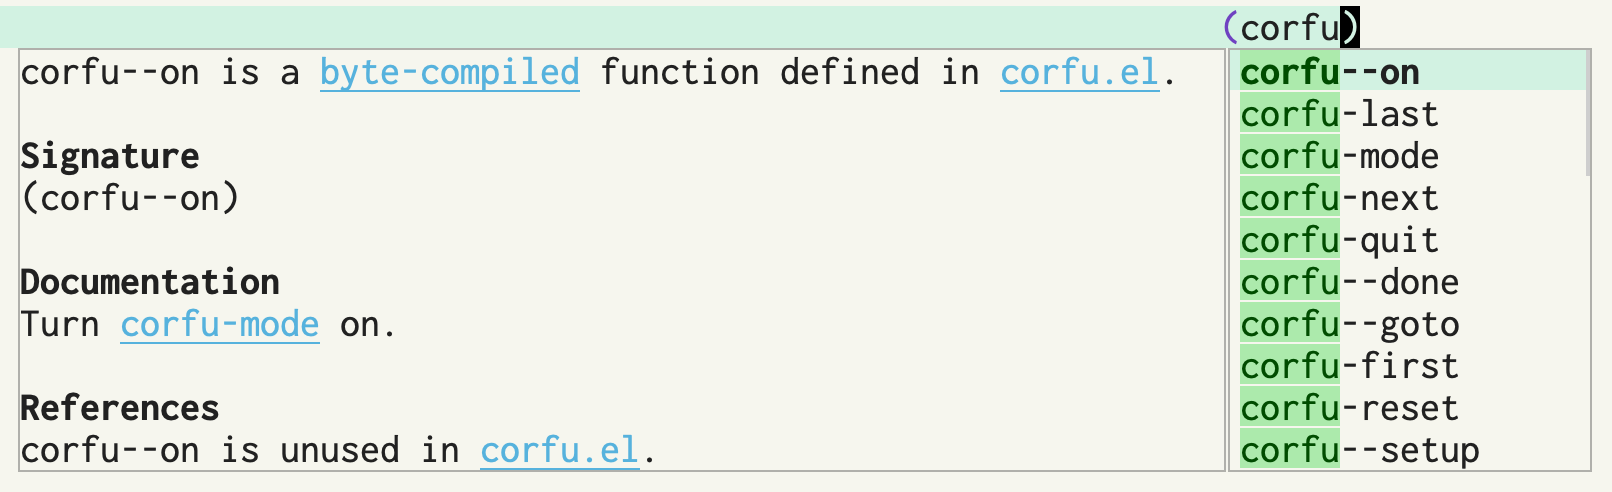 (corfu)
corfu--on is a byte-compiled function defined in corfu.el.
Signature
(corfu--on)
Documentation
Turn corfu-mode on.
References
corfu--on is unused in corfu.el.
corfu--on
corfu-last
corfu-mode
corfu-next
corfu-quit
corfu--done
corfu--goto
corfu-first
corfu-reset
corfu--setup